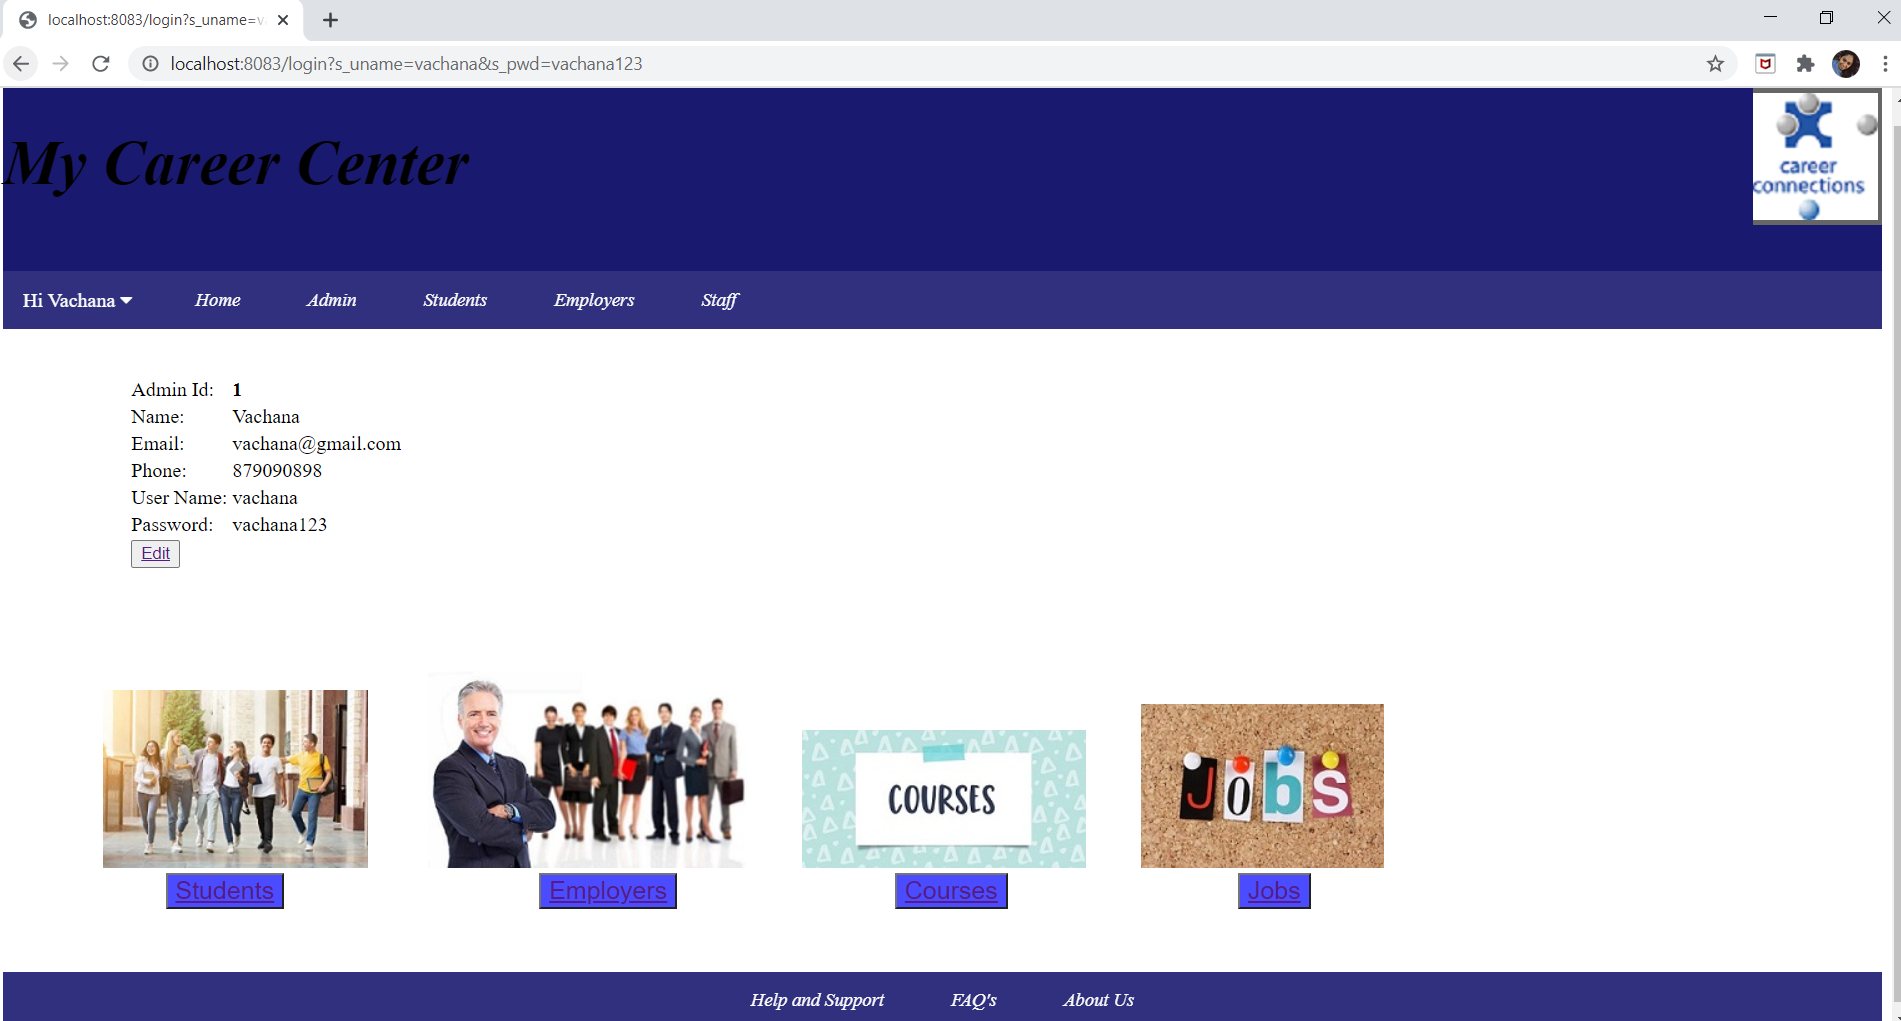 localhost:8083/login?s_uname=v
localhost:8083/login?s_uname=vachana&s_pwd=vachana123
My Career Center
career
connections
Hi Vachana Home Admin Students Employers Staff
Admin Id: 1
Name: Vachana
Email: vachana@gmail.com
Phone: 879090898
User Name: vachana
Password: vachana123
Edit
COURSES
Jobs
Students Employers Courses Jobs
Help and Support FAQ's About Us